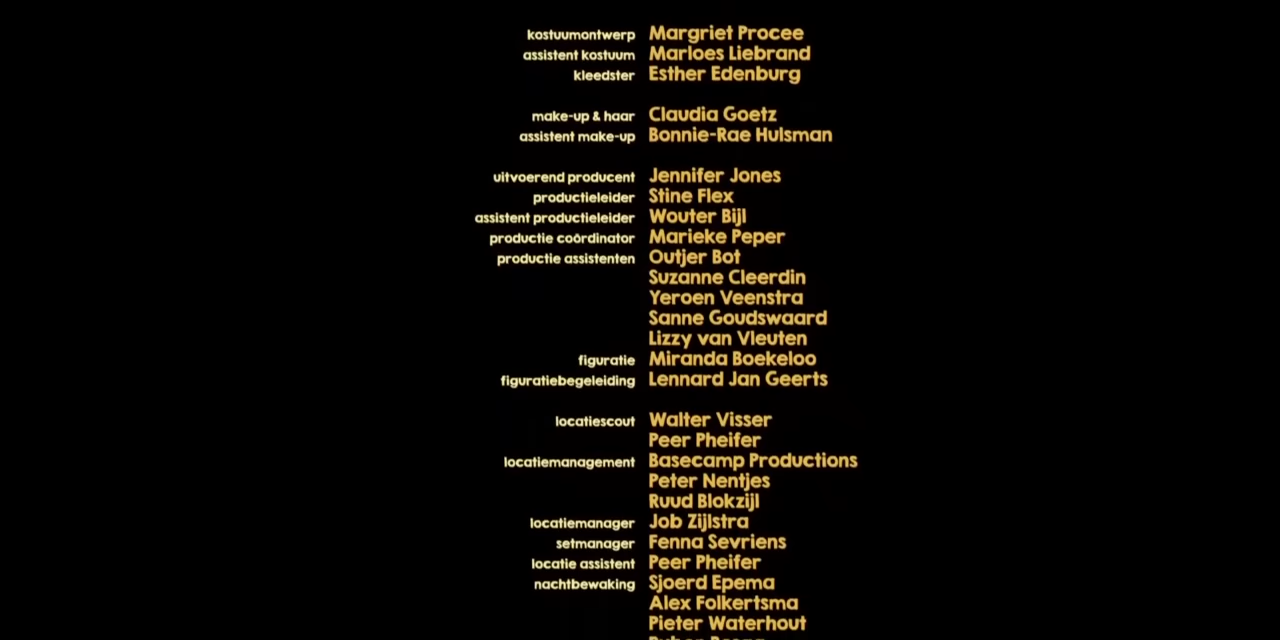 kostuumontwerp Margriet Procee
assistent kostuum Marloes Liebrand
kleedster Esther Edenburg
make-up & haar Claudia Goetz
assistent make-up Bonnie-Rae Hulsman
uitvoerend producent Jennifer Jones
productieleider Stine Flex
assistent productieleider Wouter Bijl
productie coördinator Marieke Peper
productie assistenten Outjer Bot
Suzanne Cleerdin
Yeroen Veenstra
Sanne Goudswaard
Lizzy van Vleuten
figuratie Miranda Boekeloo
figuratiebegeleiding Lennard Jan Geerts
locatiescout Walter Visser
Peer Pheifer
locatiemanagement Basecamp Productions
Peter Nentjes
Ruud Blokzijl
locatiemanager Job Zijlstra
setmanager Fenna Sevriens
locatie assistent Peer Pheifer
nachtbewaking Sjoerd Epema
Alex Folkertsma
Pieter Waterhout